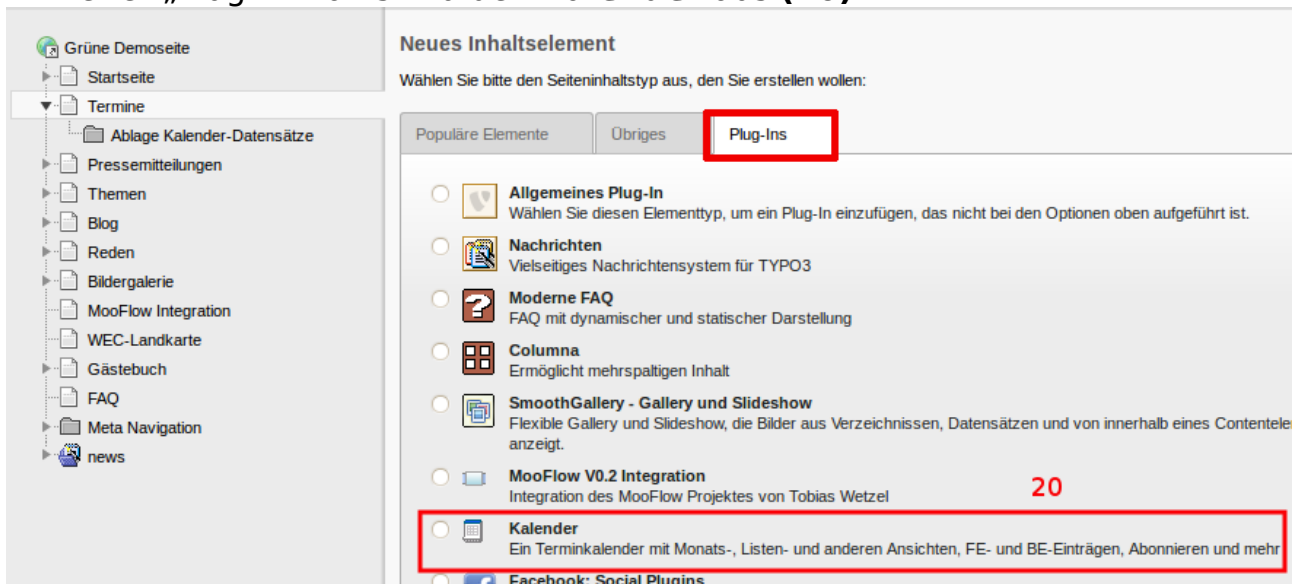 Grüne Demoseite
Startseite
Termine
Ablage Kalender-Datensätze
Pressemitteilungen
Themen
Blog
Reden
Bildergalerie
MooFlow Integration
WEC-Landkarte
Gästebuch
FAQ
Meta Navigation
news
Neues Inhaltselement
Wählen Sie bitte den Seiteninhaltstyp aus, den Sie erstellen wollen:
Populäre Elemente
Übriges
Plug-Ins
Allgemeines Plug-In
Wählen Sie diesen Elementtyp, um ein Plug-In einzufügen, das nicht bei den Optionen oben aufgeführt ist.
Nachrichten
Vielseitiges Nachrichtensystem für TYPO3
Moderne FAQ
FAQ mit dynamischer und statischer Darstellung
Columna
Ermöglicht mehrspaltigen Inhalt
SmoothGallery - Gallery und Slideshow
Flexible Gallery und Slideshow, die Bilder aus Verzeichnissen, Datensätzen und von innerhalb eines
anzeigt.
MooFlow V0.2 Integration
Integration des MooFlow Projektes von Tobias Wetzel
20
Kalender
Ein Terminkalender mit Monats-, Listen- und anderen Ansichten, FE- und BE-Einträgen, Abonnieren und mehr
Facebook: Social Plugins